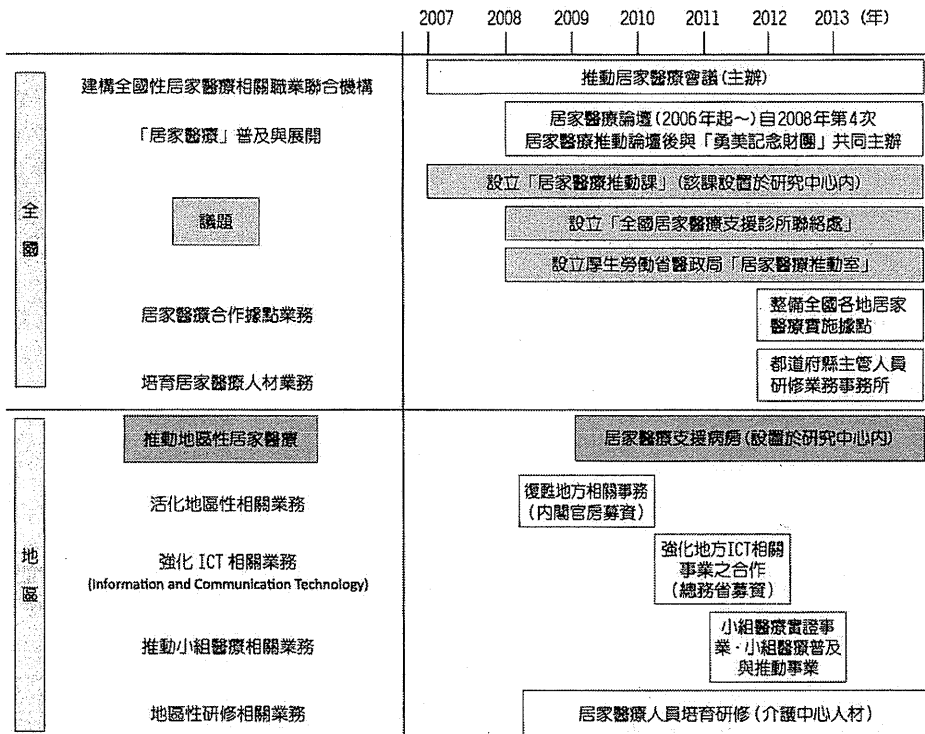 2007 2008 2009 2010 2011 2012 2013 (年)
全國
建構全國性居家醫療相關職業聯合機構
推動居家醫療會議(主辦)
「居家醫療」普及與展開
居家醫療論壇(2006年起~)自2008年第4次
居家醫療推動論壇後與「勇美記念財團」共同主辦
議題
設立「居家醫療推動課」(該課設置於研究中心內)
設立「全國居家醫療支援診所聯絡處」
設立厚生勞働省醫政局「居家醫療推動室」
居家醫療合作據點業務
整備全國各地居家
醫療實施據點
培育居家醫療人材業務
都道府縣主管人員
研修業務事務所
地區
推動地區性居家醫療
居家醫療支援病房(設置於研究中心內)
活化地區性相關業務
復甦地方相關事務
(內閣官房募資)
強化 ICT 相關業務
(Information and Communication Technology)
強化地方ICT相關
事業之合作
(總務省募資)
推動小組醫療相關業務
小組醫療實證事
業·小組醫療普及
與推動事業
地區性研修相關業務
居家醫療人員培育研修(介護中心人材)